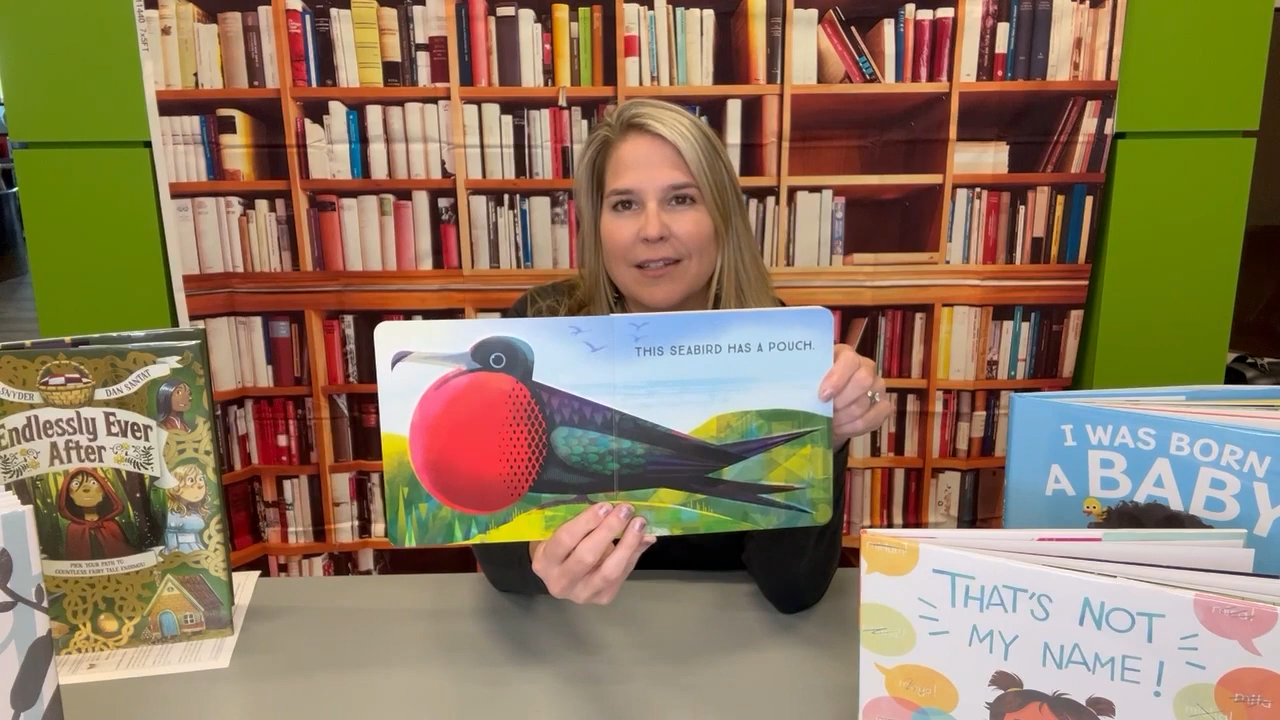 THIS SEABIRD HAS A POUCH.
SNYDER DAN SANTAT
Endlessly Ever
After
PICK YOUR PATH TO
COUNTLESS FAIRY TALE ENDINGS!
I WAS BORN
A BABY
THAT'S NOT
MY NAME!